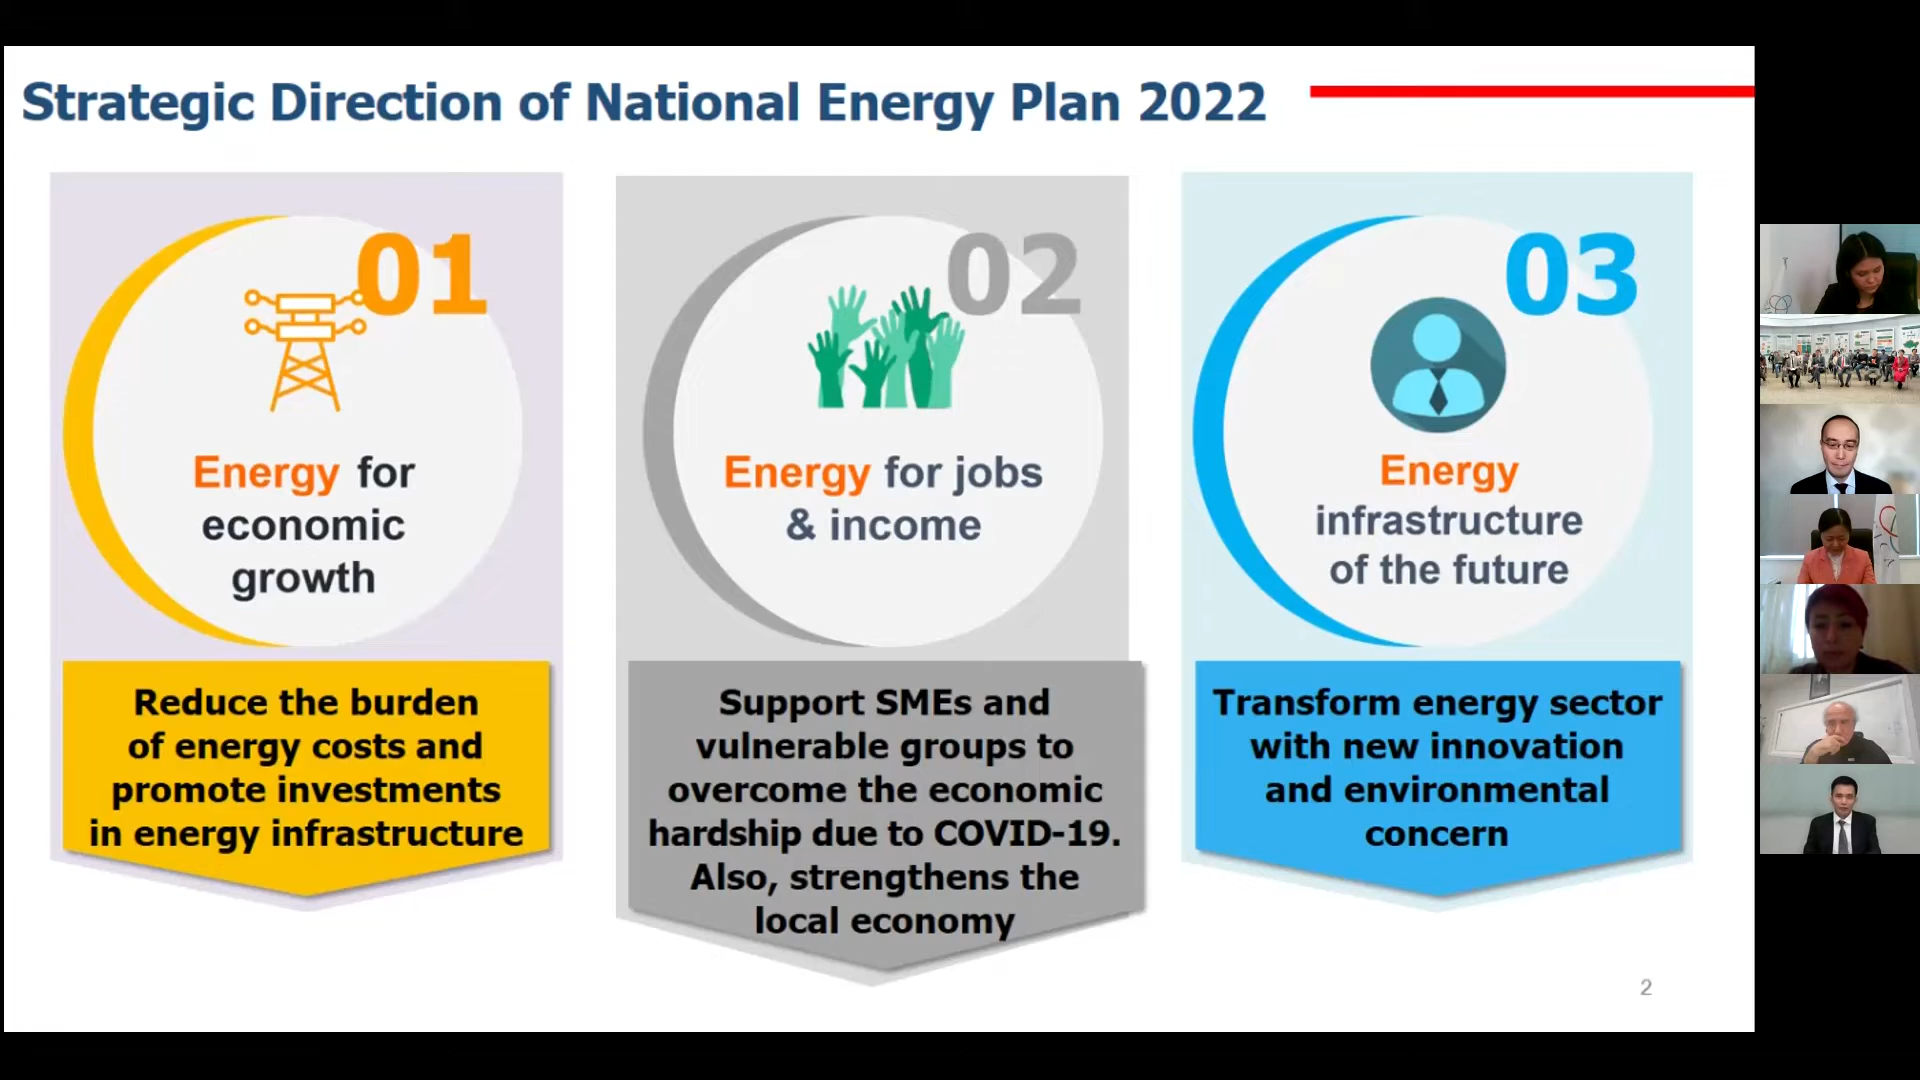 Strategic Direction of National Energy Plan 2022
01
Energy for
economic
growth
Reduce the burden
of energy costs and
promote investments
in energy infrastructure
02
Energy for jobs
& income
Support SMEs and
vulnerable groups to
overcome the economic
hardship due to COVID-19.
Also, strengthens the
local economy
03
Energy
infrastructure
of the future
Transform energy sector
with new innovation
and environmental
concern
2